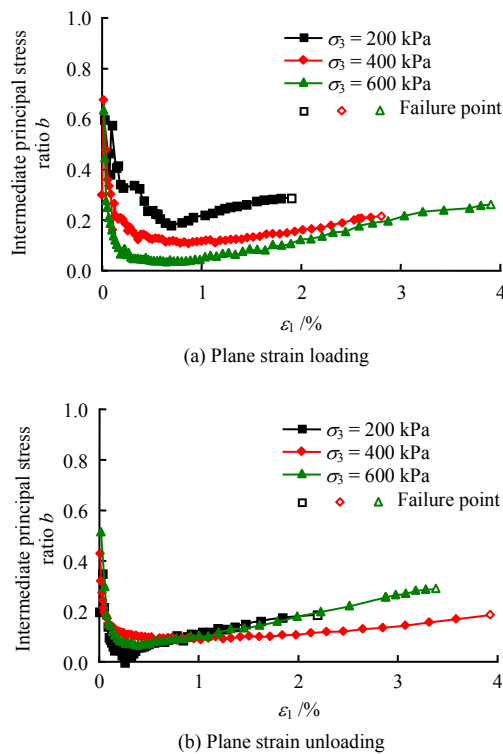 1.0
0.8
0.6
0.4
0.2
0.0
Intermediate principal stress
ratio b
σ3 = 200 kPa
σ3 = 400 kPa
σ3 = 600 kPa
Failure point
0 1 2 3 4
ε1 /%
(a) Plane strain loading
1.0
0.8
0.6
0.4
0.2
0.0
Intermediate principal stress
ratio b
σ3 = 200 kPa
σ3 = 400 kPa
σ3 = 600 kPa
Failure point
0 1 2 3 4
ε1 /%
(b) Plane strain unloading